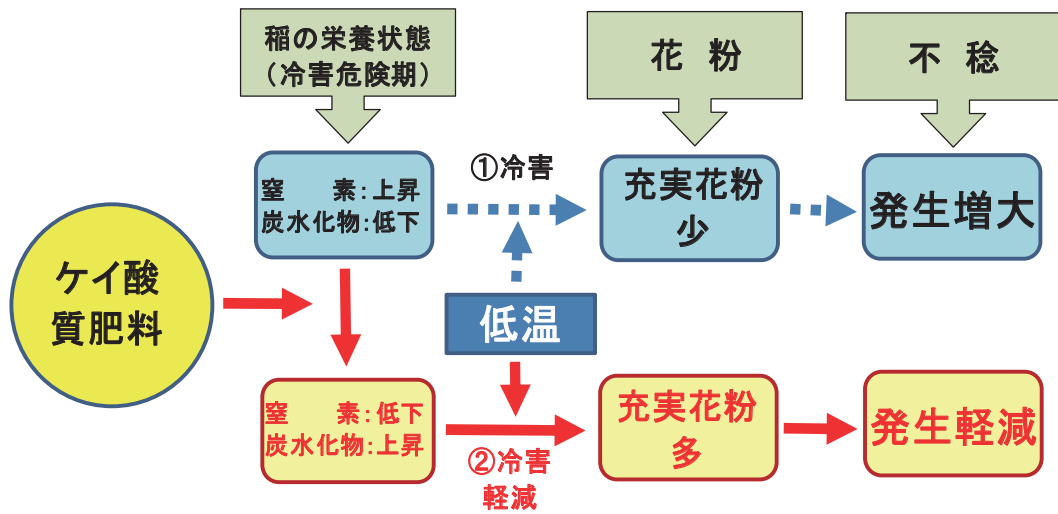 稲の栄養状態
（冷害危険期）
花 粉
不 稔
窒 素：上昇
炭水化物：低下
①冷害
充実花粉
少
発生増大
ケイ酸
質肥料
低温
窒 素：低下
炭水化物：上昇
②冷害
軽減
充実花粉
多
発生軽減